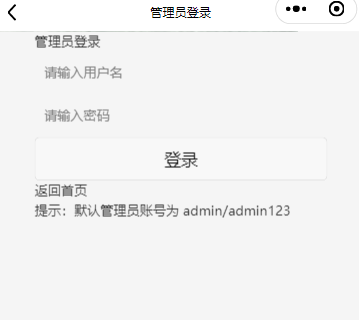 管理员登录
管理员登录
请输入用户名
请输入密码
登录
返回首页
提示：默认管理员账号为 admin/admin123